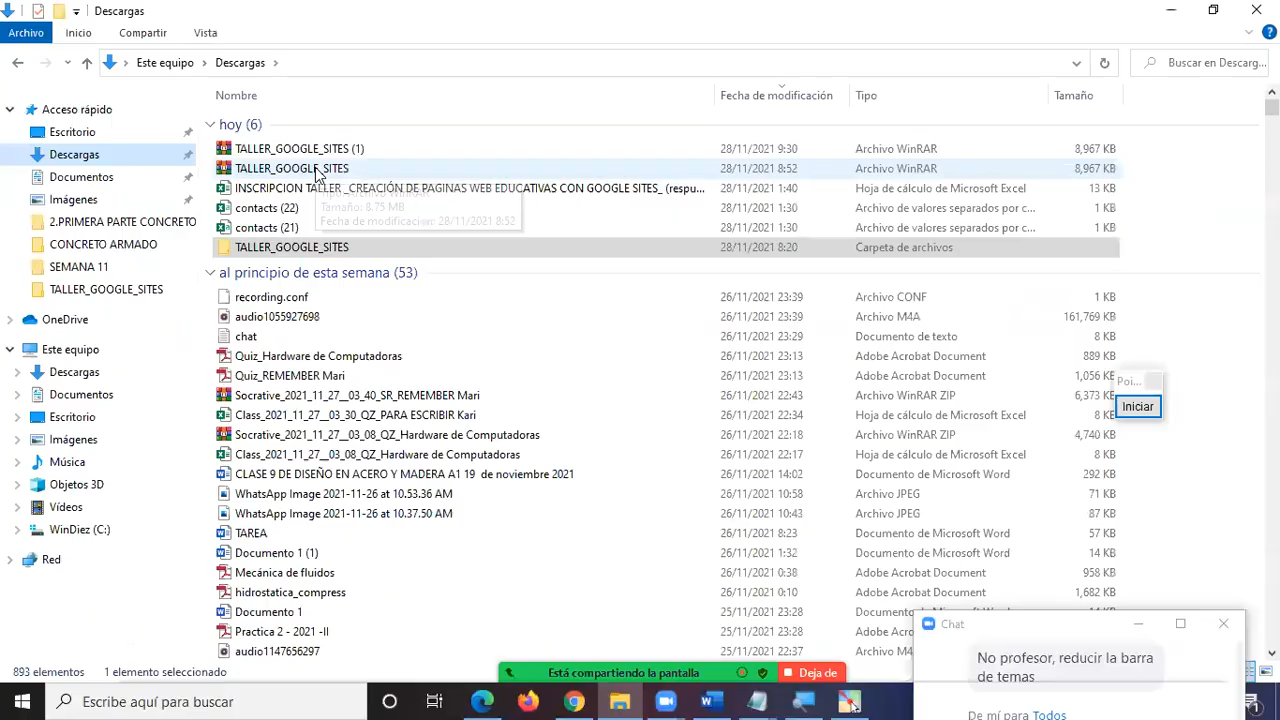 Descargas
Archivo Inicio Compartir Vista
Este equipo > Descargas > Buscar en Descarg...
Nombre Fecha de modificación Tipo Tamaño
Acceso rápido
Escritorio
Descargas
Documentos
Imágenes
2.PRIMERA PARTE CONCRETO
CONCRETO ARMADO
SEMANA 11
TALLER_GOOGLE_SITES
OneDrive
Este equipo
Descargas
Documentos
Escritorio
Imágenes
Música
Objetos 3D
Vídeos
WinDiez (C:)
Red
hoy (6)
TALLER_GOOGLE_SITES (1) 28/11/2021 9:30 Archivo WinRAR 8,967 KB
TALLER_GOOGLE_SITES 28/11/2021 8:52 Archivo WinRAR 8,967 KB
INSCRIPCION TALLER _CREACIÓN DE PAGINAS WEB EDUCATIVAS CON GOOGLE SITES_ (respu... 28/11/2021 1:40 Hoja de cálculo de Microsoft Excel 13 KB
contacts (22) 28/11/2021 1:30 Archivo de valores separados por c... 1 KB
contacts (21) 28/11/2021 1:30 Archivo de valores separados por c... 1 KB
Tamaño: 8.75 MB
Fecha de modificación: 28/11/2021 8:52
TALLER_GOOGLE_SITES 28/11/2021 8:20 Carpeta de archivos
al principio de esta semana (53)
recording.conf 26/11/2021 23:39 Archivo CONF 1 KB
audio1055927698 26/11/2021 23:39 Archivo M4A 161,769 KB
chat 26/11/2021 23:29 Documento de texto 8 KB
Quiz_Hardware de Computadoras 26/11/2021 23:13 Adobe Acrobat Document 889 KB
Quiz_REMEMBER Mari 26/11/2021 23:13 Adobe Acrobat Document 1,056 KB
Socrative_2021_11_27__03_40_SR_REMEMBER Mari 26/11/2021 22:43 Archivo WinRAR ZIP 6,373 KB
Class_2021_11_27__03_30_QZ_PARA ESCRIBIR Kari 26/11/2021 22:34 Hoja de cálculo de Microsoft Excel 8 KB
Socrative_2021_11_27__03_08_QZ_Hardware de Computadoras 26/11/2021 22:18 Archivo WinRAR ZIP 4,740 KB
Class_2021_11_27__03_08_QZ_Hardware de Computadoras 26/11/2021 22:17 Hoja de cálculo de Microsoft Excel 8 KB
CLASE 9 DE DISEÑO EN ACERO Y MADERA A1 19 de noviembre 2021 26/11/2021 14:02 Documento de Microsoft Word 292 KB
WhatsApp Image 2021-11-26 at 10.53.36 AM 26/11/2021 10:58 Archivo JPEG 71 KB
WhatsApp Image 2021-11-26 at 10.37.50 AM 26/11/2021 10:43 Archivo JPEG 87 KB
TAREA 26/11/2021 8:23 Documento de Microsoft Word 57 KB
Documento 1 (1) 26/11/2021 1:32 Documento de Microsoft Word 14 KB
Mecánica de fluidos 26/11/2021 0:38 Adobe Acrobat Document 958 KB
hidrostatica_compress 26/11/2021 0:10 Adobe Acrobat Document 1,682 KB
Documento 1 25/11/2021 23:28
Practica 2 - 2021 -II 25/11/2021 23:28
audio1147656297 25/11/2021 22:39
Poi...
Iniciar
Chat
No profesor, reducir la barra
de temas
De mí para Todos
893 elementos 1 elemento seleccionado
Está compartiendo la pantalla Deja de
Escribe aquí para buscar
1